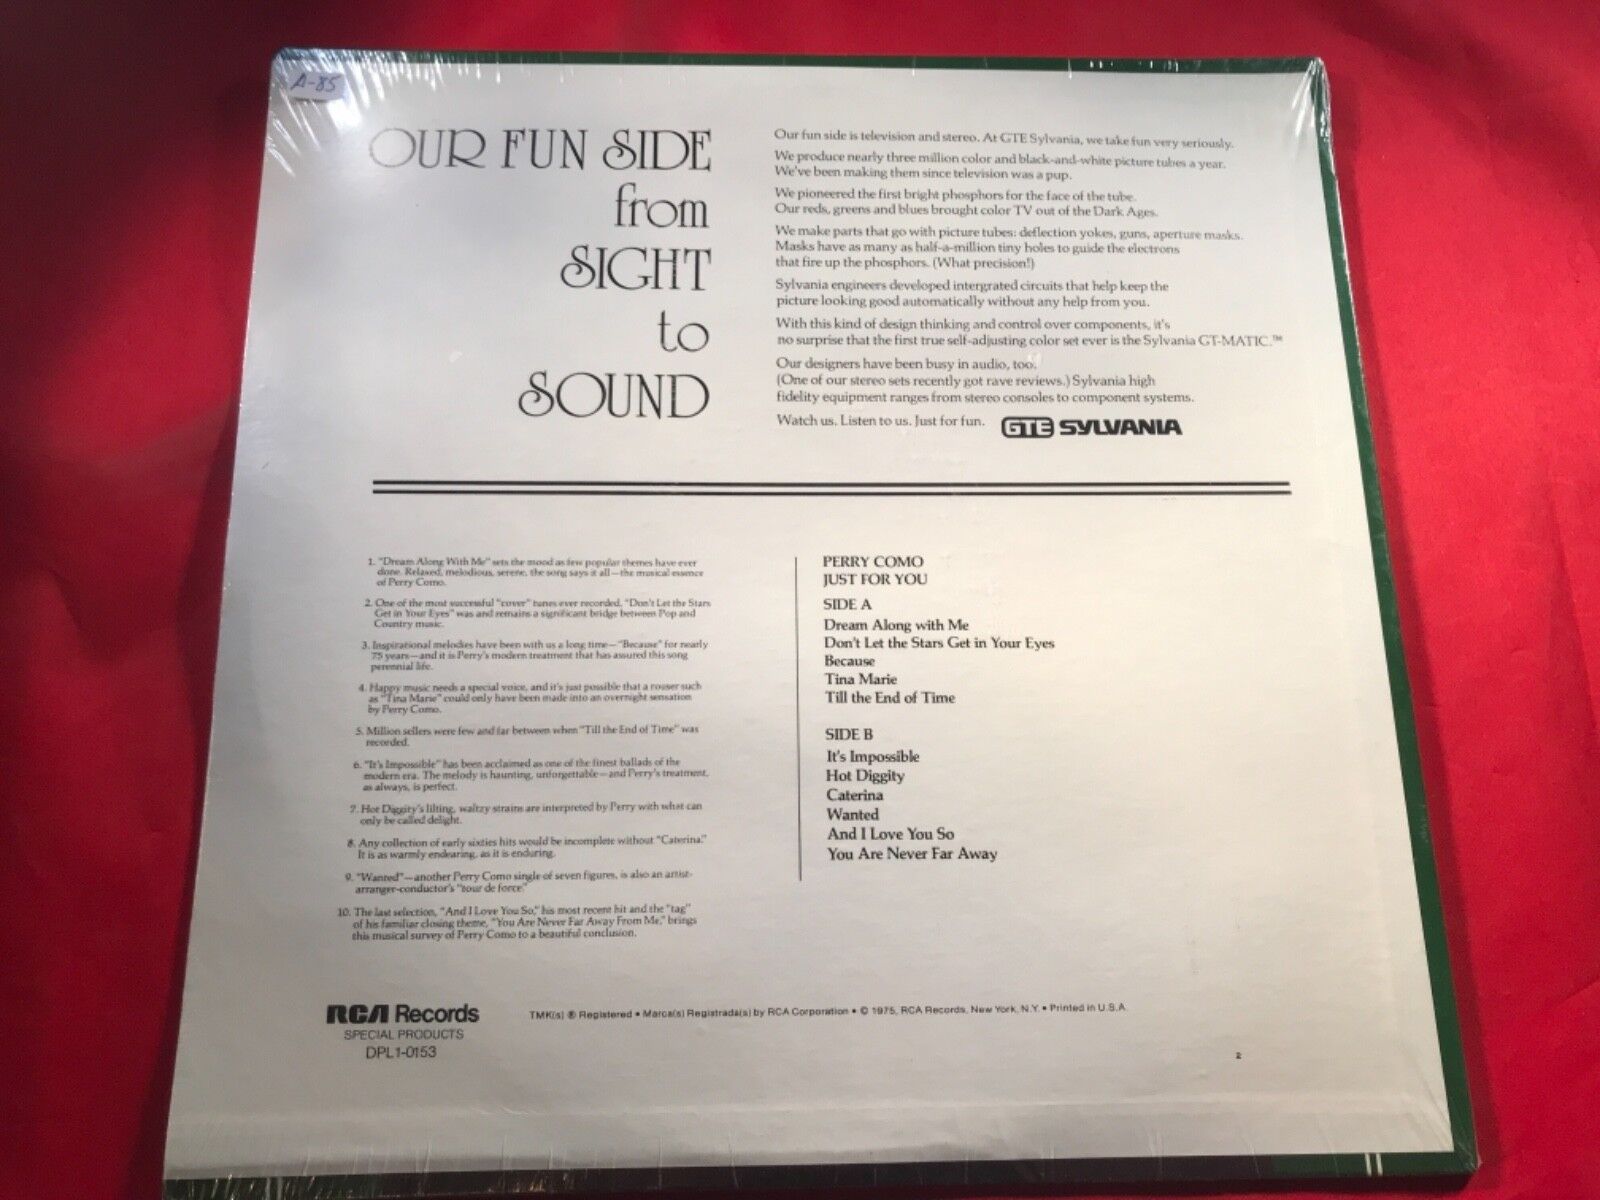 A-85
OUR FUN SIDE
from
SIGHT
to
SOUND
Our fun side is television and stereo. At GTE Sylvania, we take fun very seriously.
We produce nearly three million color and black-and-white picture tubes a year.
We've been making them since television was a pup.
We pioneered the first bright phosphors for the face of the tube.
Our reds, greens and blues brought color TV out of the Dark Ages.
We make parts that go with picture tubes: deflection yokes, guns, aperture masks.
Masks have as many as half-a-million tiny holes to guide the electrons
that fire up the phosphors. (What precision!)
Sylvania engineers developed intergrated circuits that help keep the
picture looking good automatically without any help from you.
With this kind of design thinking and control over components, it's
no surprise that the first true self-adjusting color set ever is the Sylvania GT-MATIC.™
Our designers have been busy in audio, too.
(One of our stereo sets recently got rave reviews.) Sylvania high
fidelity equipment ranges from stereo consoles to component systems.
Watch us. Listen to us. Just for fun. GTE SYLVANIA
1. "Dream Along With Me" sets the mood as few popular themes have ever
done. Relaxed, melodious, serene, the song says it all—the musical essence
of Perry Como.
2. One of the most successful "cover" tunes ever recorded, "Don't Let the Stars
Get in Your Eyes" was and remains a significant bridge between Pop and
Country music.
3. Inspirational melodies have been with us a long time—"Because" for nearly
75 years—and it is Perry's modern treatment that has assured this song
perennial life.
4. Happy music needs a special voice, and it's just possible that a rouser such
as "Tina Marie" could only have been made into an overnight sensation
by Perry Como.
5. Million sellers were few and far between when "Till the End of Time" was
recorded.
6. "It's Impossible" has been acclaimed as one of the finest ballads of the
modern era. The melody is haunting, unforgettable—and Perry's treatment,
as always, is perfect.
7. Hot Diggity's lilting, waltzy strains are interpreted by Perry with what can
only be called delight.
8. Any collection of early sixties hits would be incomplete without "Caterina."
It is as warmly endearing, as it is enduring.
9. "Wanted"—another Perry Como single of seven figures, is also an artist-
arranger-conductor's "tour de force"
10. The last selection, "And I Love You So," his most recent hit and the "tag"
of his familiar closing theme, "You Are Never Far Away From Me," brings
this musical survey of Perry Como to a beautiful conclusion.
PERRY COMO
JUST FOR YOU
SIDE A
Dream Along with Me
Don't Let the Stars Get in Your Eyes
Because
Tina Marie
Till the End of Time
SIDE B
It's Impossible
Hot Diggity
Caterina
Wanted
And I Love You So
You Are Never Far Away
RCA Records
SPECIAL PRODUCTS
DPL1-0153
TMK(s) ® Registered • Marca(s) Registrada(s) by RCA Corporation • © 1975, RCA Records, New York, N.Y. • Printed in U.S.A.
2